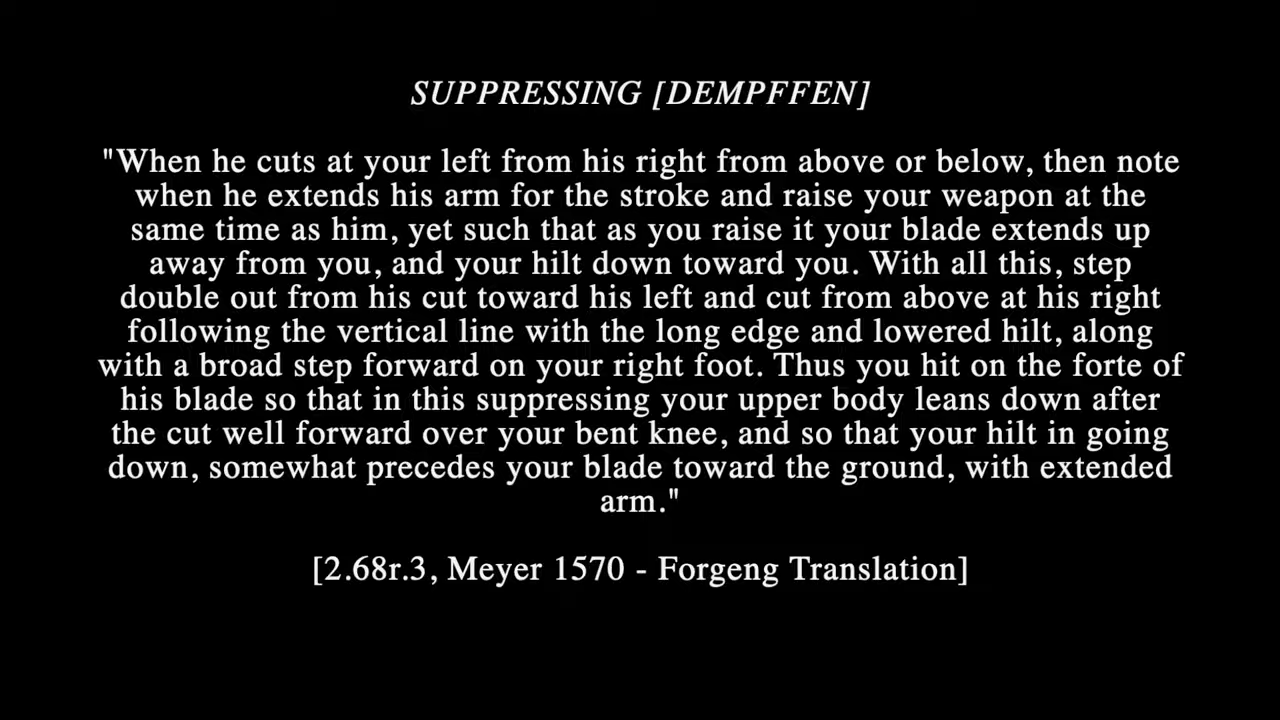 SUPPRESSING [DEMPFFEN]
"When he cuts at your left from his right from above or below, then note
when he extends his arm for the stroke and raise your weapon at the
same time as him, yet such that as you raise it your blade extends up
away from you, and your hilt down toward you. With all this, step
double out from his cut toward his left and cut from above at his right
following the vertical line with the long edge and lowered hilt, along
with a broad step forward on your right foot. Thus you hit on the forte of
his blade so that in this suppressing your upper body leans down after
the cut well forward over your bent knee, and so that your hilt in going
down, somewhat precedes your blade toward the ground, with extended
arm."
[2.68r.3, Meyer 1570 - Forgeng Translation]